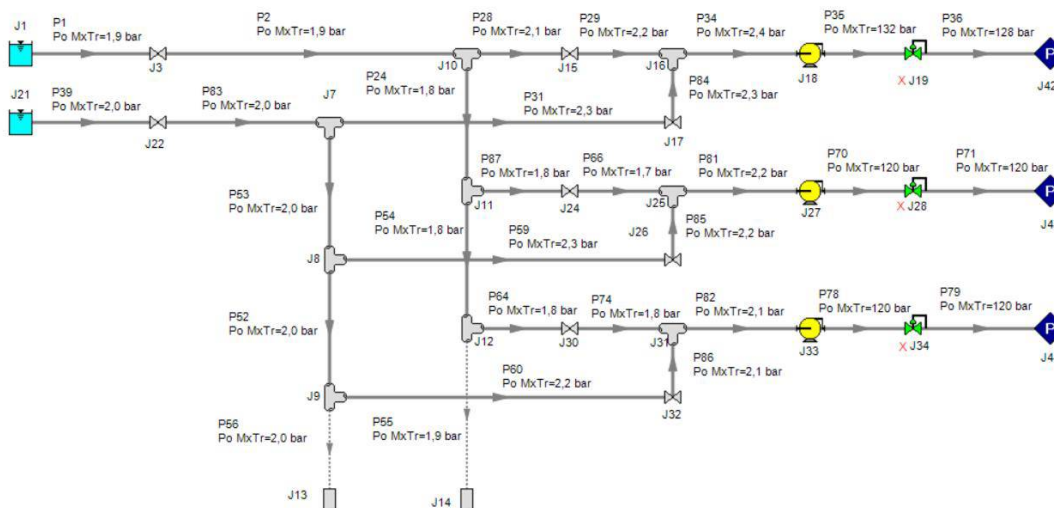 J1 P1 P2 P28 P29 P34 P35 P36
Po MxTr=1,9 bar Po MxTr=1,9 bar Po MxTr=2,1 bar Po MxTr=2,2 bar Po MxTr=2,4 bar Po MxTr=132 bar Po MxTr=128 bar
P
J3 J10 J15 J16 J18 X J19 J42
P24 P84
Po MxTr=1,8 bar Po MxTr=2,3 bar
J21 P39 P83 J7 P31
Po MxTr=2,0 bar Po MxTr=2,0 bar Po MxTr=2,3 bar
J22 J17
P87 P66 P81 P70 P71
Po MxTr=1,8 bar Po MxTr=1,7 bar Po MxTr=2,2 bar Po MxTr=120 bar Po MxTr=120 bar
P
P53
Po MxTr=2,0 bar
J11 J24 J25 J27 X J28 J4
P54 P59 J26 P85
Po MxTr=1,8 bar Po MxTr=2,3 bar Po MxTr=2,2 bar
J8
P64 P74 P82 P78 P79
Po MxTr=1,8 bar Po MxTr=1,8 bar Po MxTr=2,1 bar Po MxTr=120 bar Po MxTr=120 bar
P
P52
Po MxTr=2,0 bar
J12 J30 J31 J33 X J34 J4
P60 P86
Po MxTr=2,2 bar Po MxTr=2,1 bar
J9 J32
P56 P55
Po MxTr=2,0 bar Po MxTr=1,9 bar
J13 J14